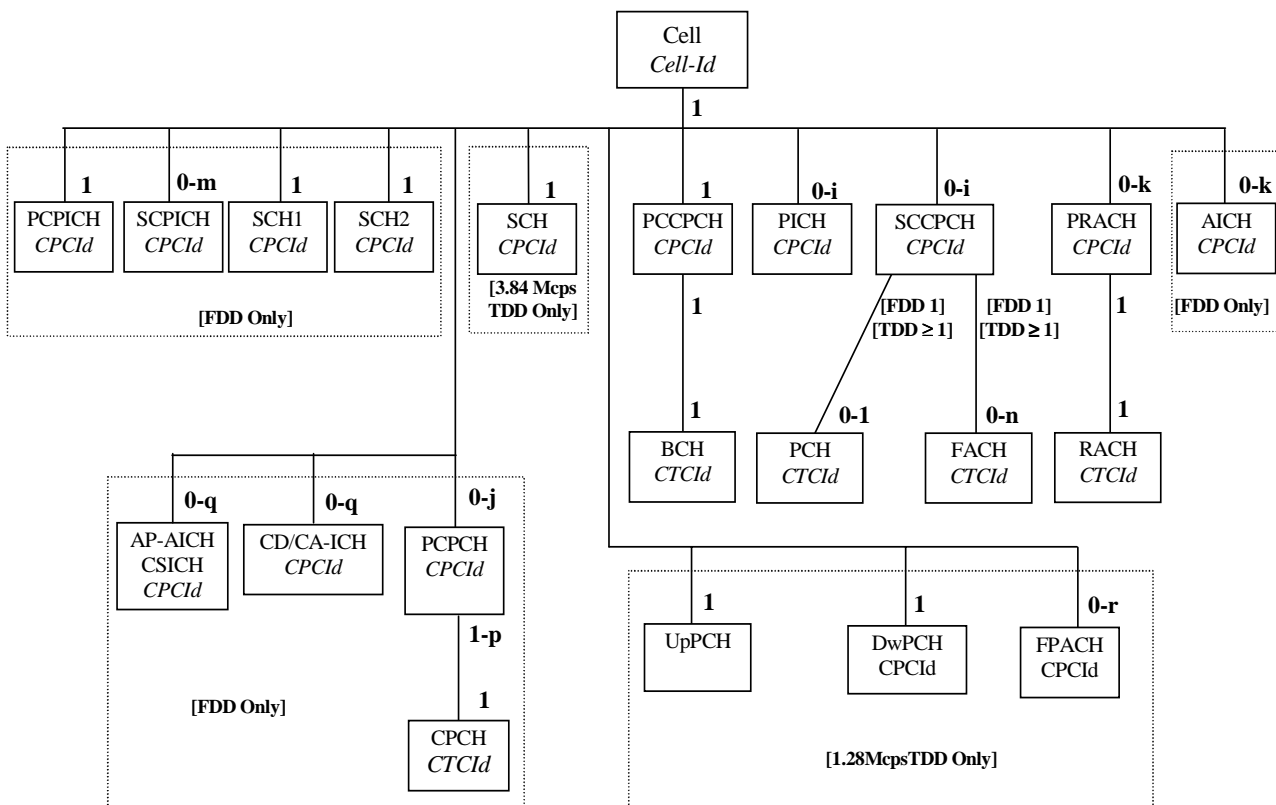 Cell
Cell-Id
1
1
0-m
1
1
1
1
0-i
0-i
0-k
0-k
PCPICH
CPCId
SCPICH
CPCId
SCH1
CPCId
SCH2
CPCId
SCH
CPCId
PCCPCH
CPCId
PICH
CPCId
SCCPCH
CPCId
PRACH
CPCId
AICH
CPCId
[FDD Only]
[3.84 Mcps
TDD Only]
1
[FDD 1]
[TDD ≥ 1]
[FDD 1]
[TDD ≥ 1]
1
[FDD Only]
1
0-1
0-n
1
BCH
CTCId
PCH
CTCId
FACH
CTCId
RACH
CTCId
0-q
0-q
0-j
AP-AICH
CSICH
CPCId
CD/CA-ICH
CPCId
PCPCH
CPCId
1-p
1
CPCH
CTCId
[FDD Only]
1
1
0-r
UpPCH
DwPCH
CPCId
FPACH
CPCId
[1.28McpsTDD Only]